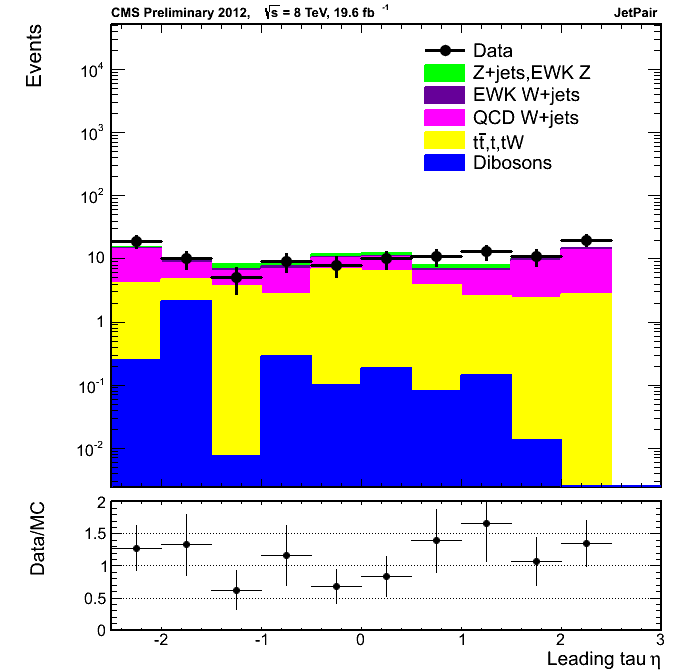 CMS Preliminary 2012, √s = 8 TeV, 19.6 fb⁻¹ JetPair
Events
Data
Z+jets,EWK Z
EWK W+jets
QCD W+jets
tt̄,t,tW
Dibosons
10⁴
10³
10²
10
1
10⁻¹
10⁻²
Data/MC
2
1.5
1
0.5
0
-2 -1 0 1 2 3
Leading tau η